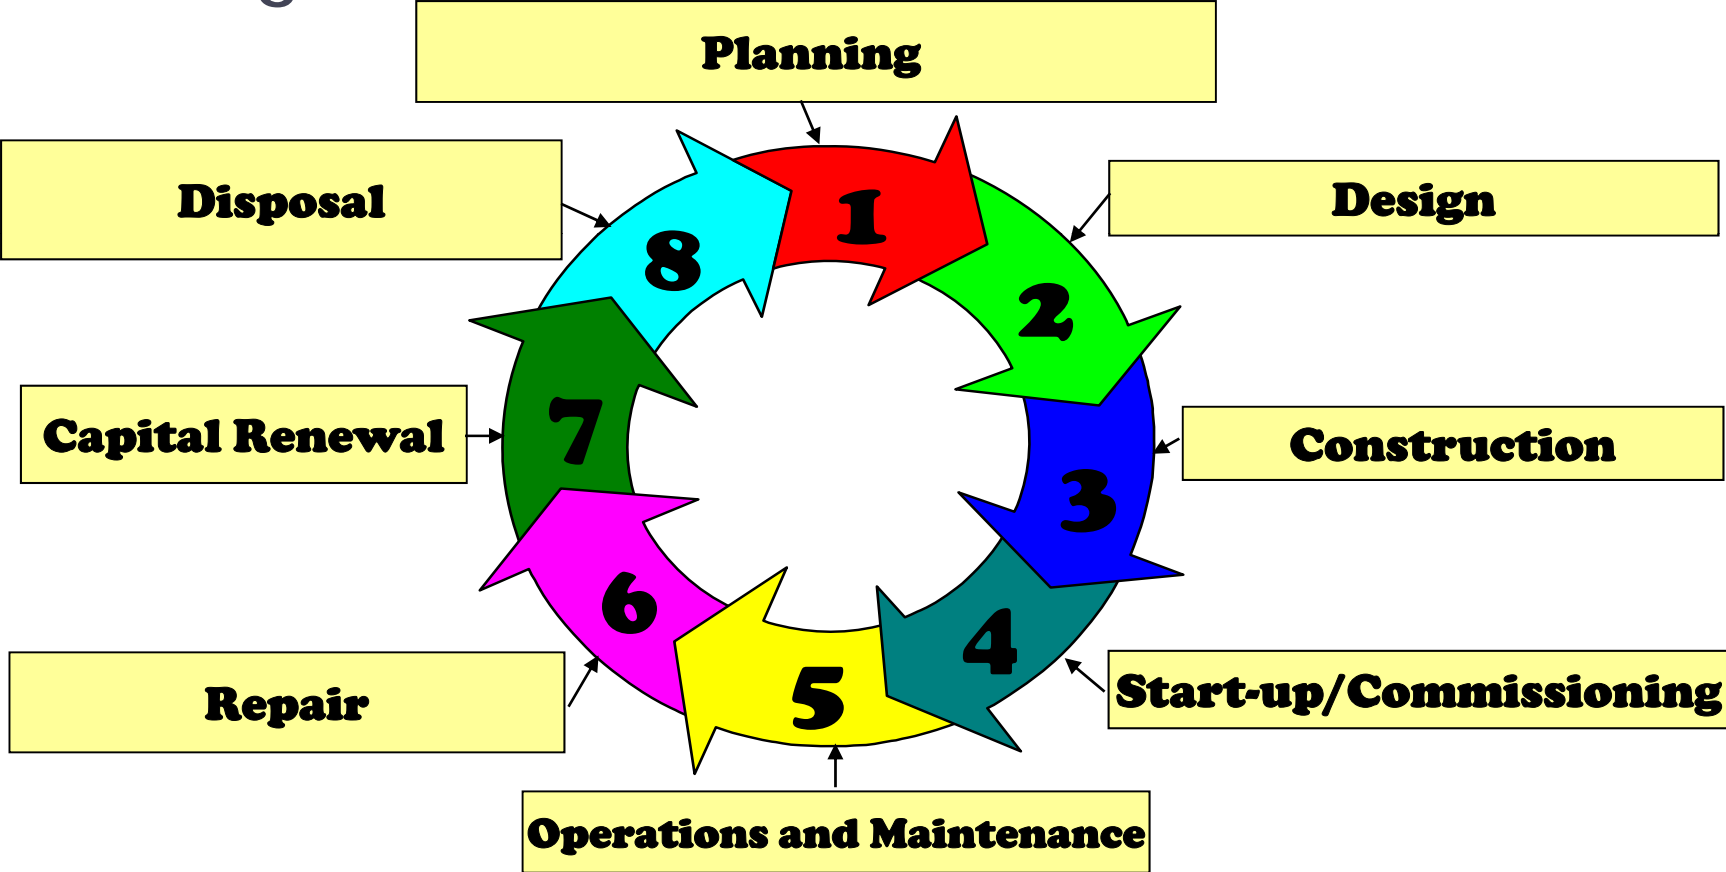 Planning
Disposal
Design
1
8
2
Capital Renewal
7
Construction
3
6
4
Repair
5
Start-up/Commissioning
Operations and Maintenance